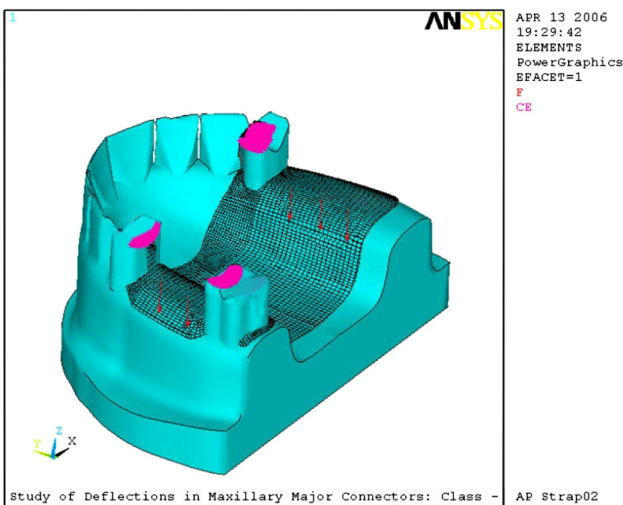 1
ANSYS
APR 13 2006
19:29:42
ELEMENTS
PowerGraphics
EFACET=1
F
CE
Z
Y
X
Study of Deflections in Maxillary Major Connectors: Class -
AP Strap02